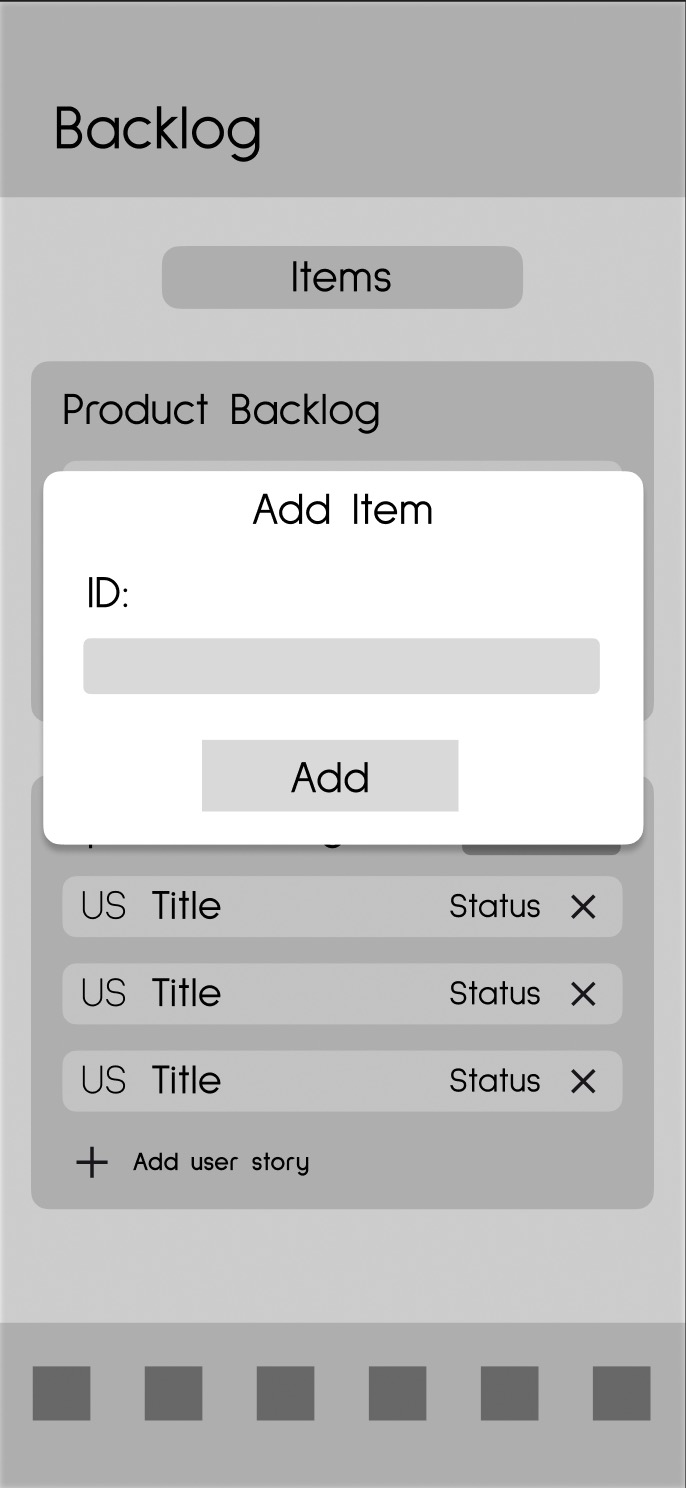 Backlog
Items
Product Backlog
Add Item
ID:
Add
US Title Status
US Title Status
US Title Status
Add user story